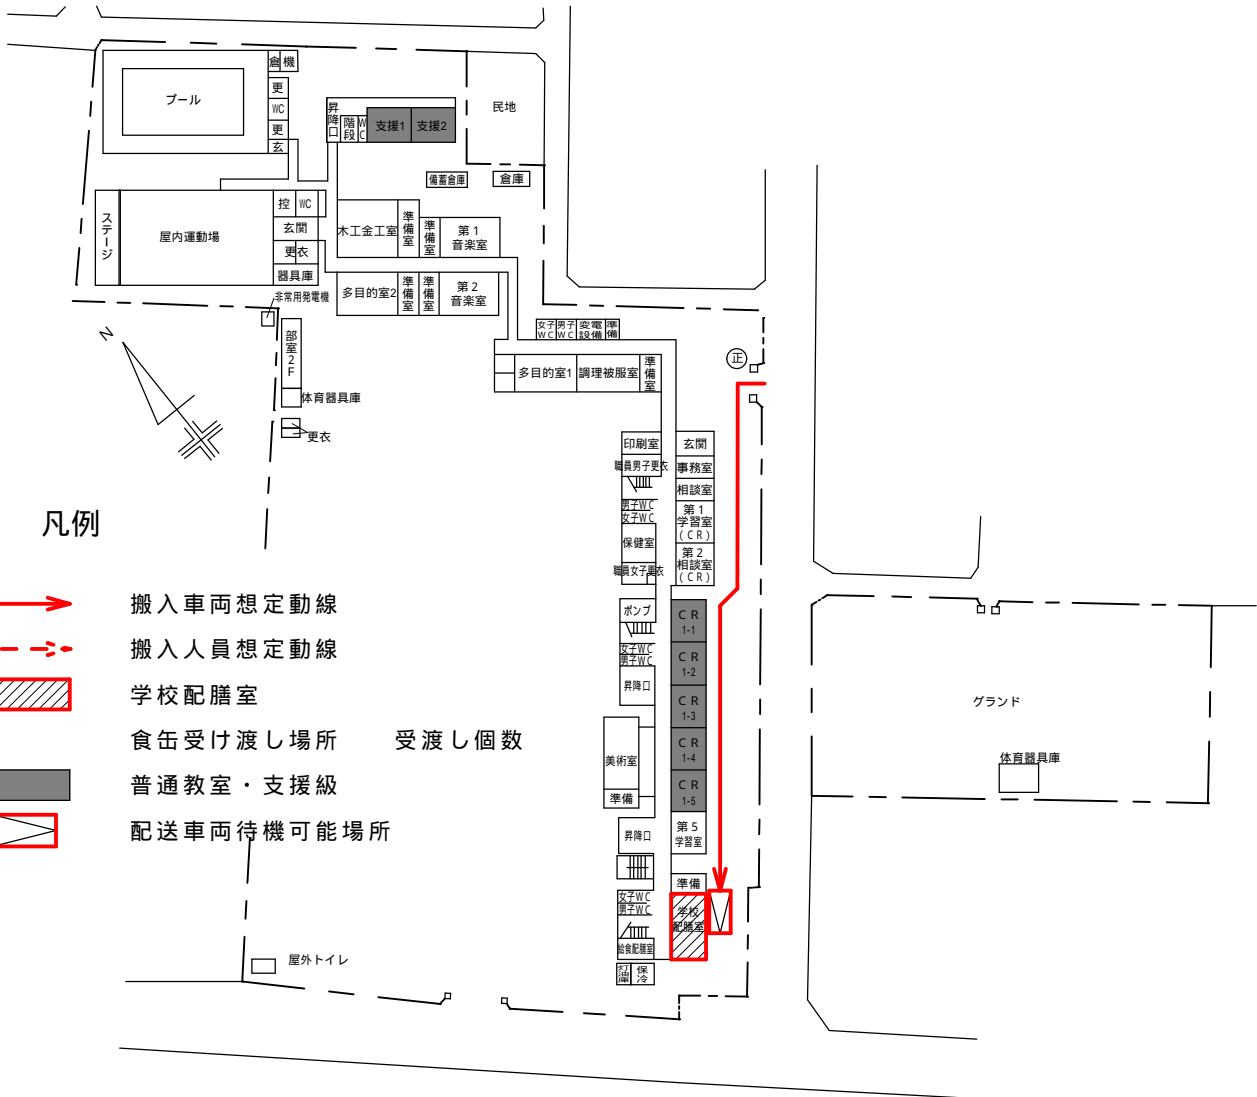 倉 機
プール
更
WC
更
玄
昇降口
階段
WC
支援1
支援2
民地
備蓄倉庫
倉庫
ステージ
屋内運動場
控
WC
玄関
更衣
器具庫
木工金工室
準備室
準備室
第1
音楽室
多目的室2
準備室
準備室
第2
音楽室
非常用発電機
部室2F
体育器具庫
更衣
N
女子WC
男子WC
変電設備
準備
多目的室1
調理被服室
準備室
正
印刷室
玄関
職員男子更衣
事務室
相談室
男子WC
女子WC
第1
学習室
(CR)
保健室
第2
相談室
(CR)
職員女子更衣
ポンプ
CR
1-1
女子WC
男子WC
CR
1-2
昇降口
CR
1-3
美術室
CR
1-4
準備
CR
1-5
昇降口
第5
学習室
準備
女子WC
男子WC
学校
配膳室
給食配膳室
灯油庫
保冷
屋外トイレ
グランド
体育器具庫
凡例
搬入車両想定動線
搬入人員想定動線
学校配膳室
食缶受け渡し場所 受渡し個数
普通教室・支援級
配送車両待機可能場所